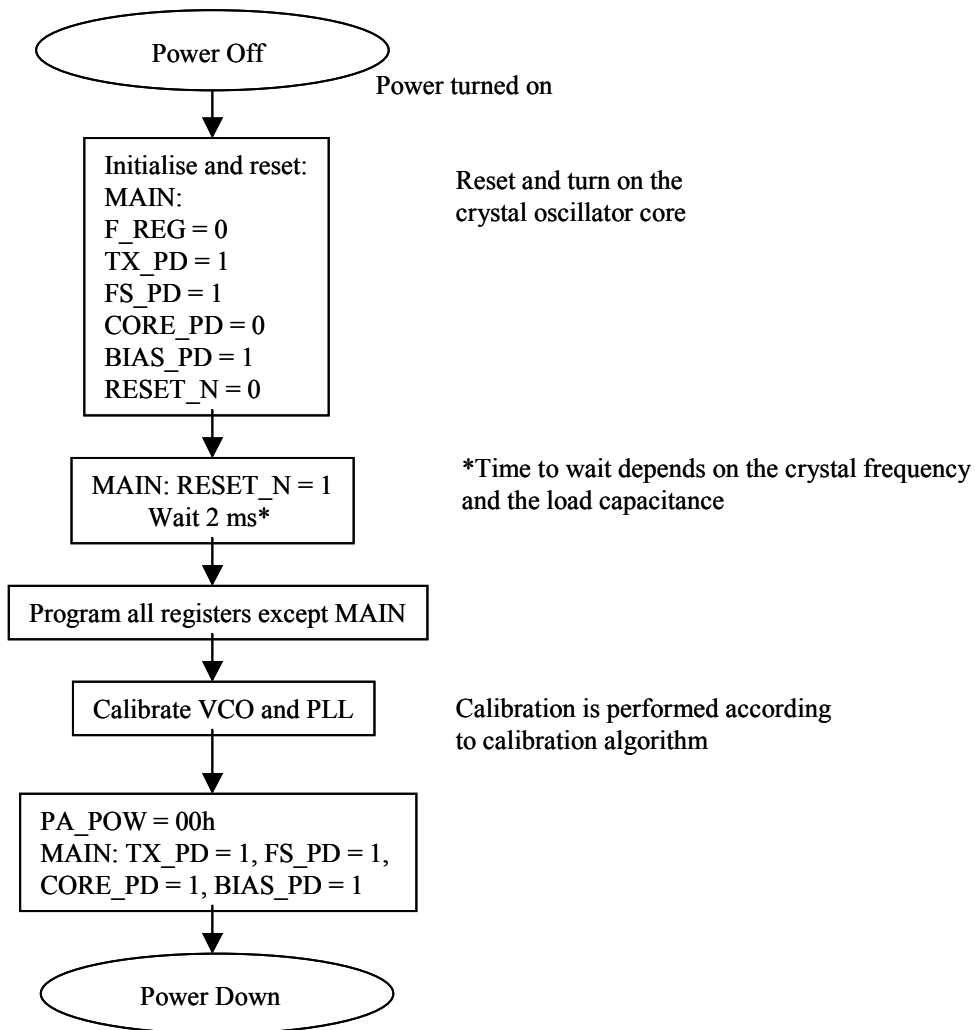 Power Off
Power turned on
Initialise and reset:
MAIN:
F_REG = 0
TX_PD = 1
FS_PD = 1
CORE_PD = 0
BIAS_PD = 1
RESET_N = 0
Reset and turn on the
crystal oscillator core
MAIN: RESET_N = 1
Wait 2 ms*
*Time to wait depends on the crystal frequency
and the load capacitance
Program all registers except MAIN
Calibrate VCO and PLL
Calibration is performed according
to calibration algorithm
PA_POW = 00h
MAIN: TX_PD = 1, FS_PD = 1,
CORE_PD = 1, BIAS_PD = 1
Power Down